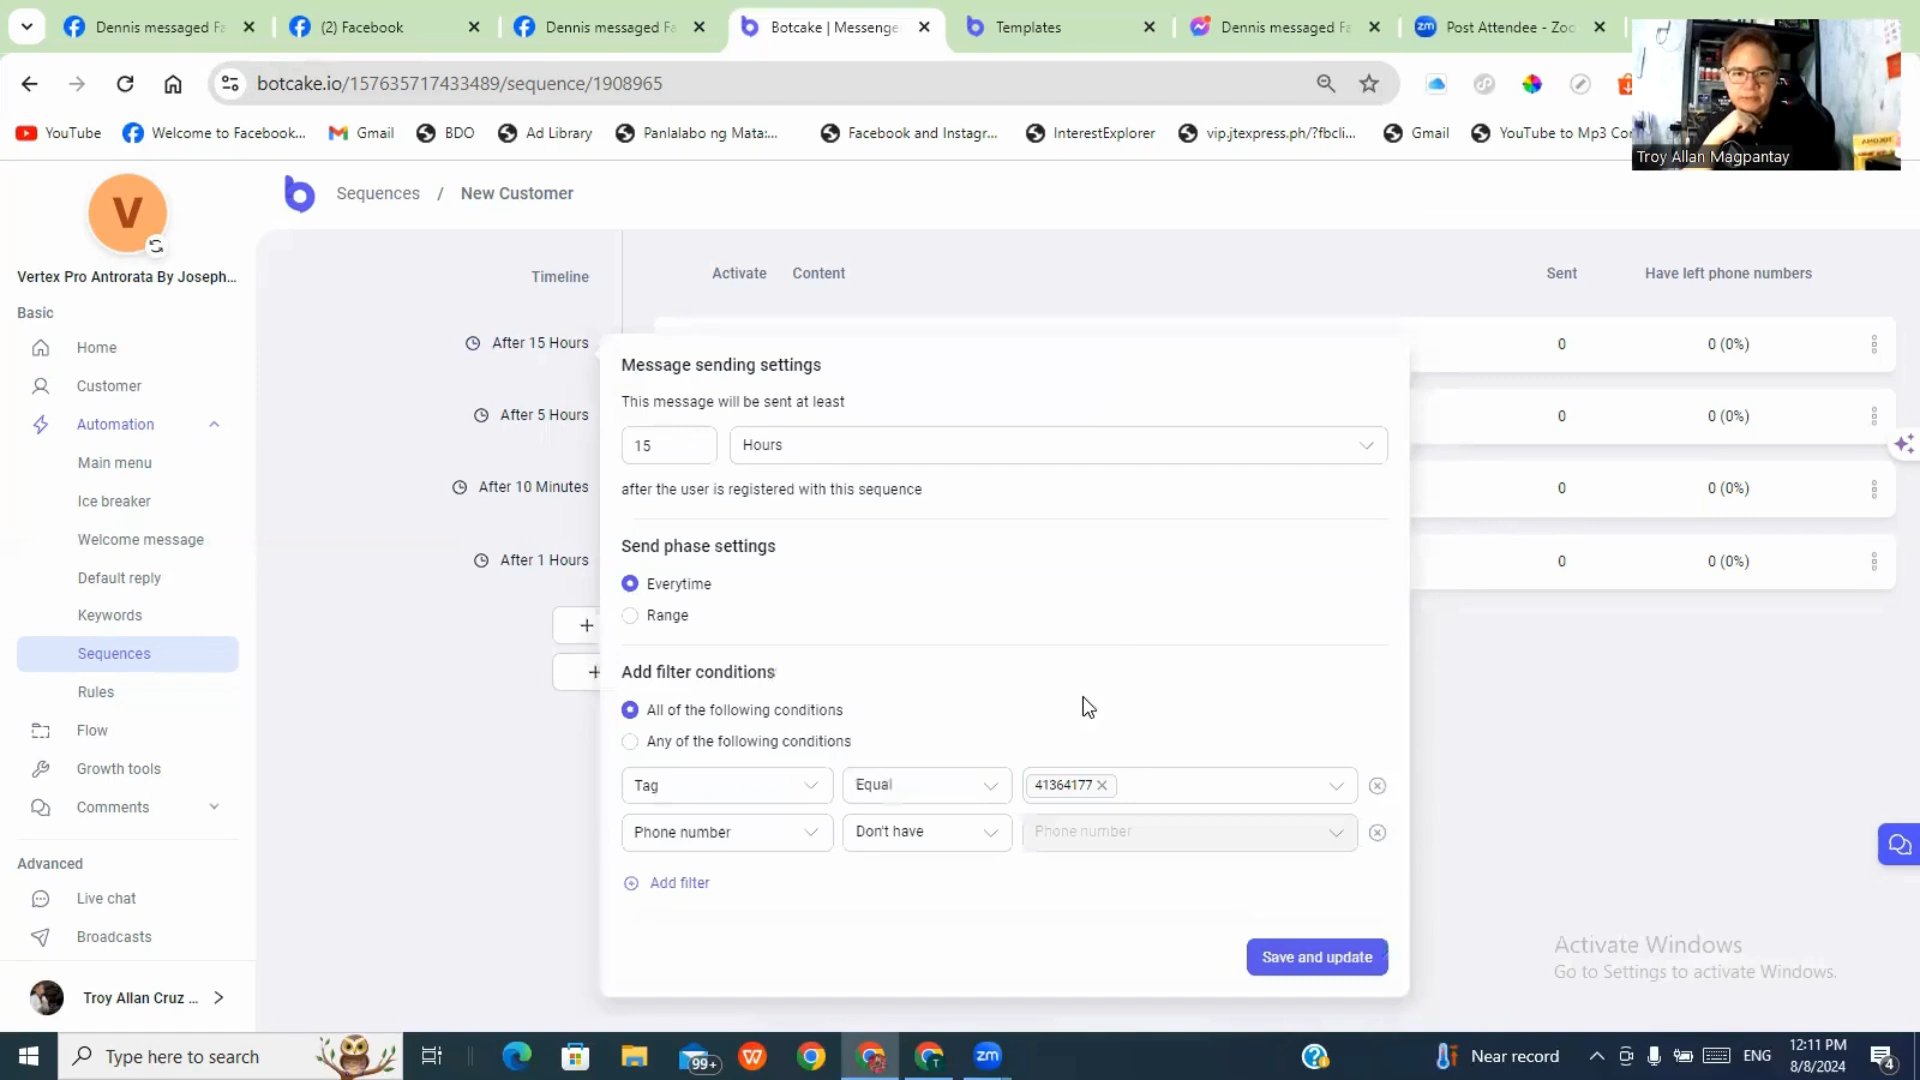 Dennis messaged Fa
(2) Facebook
Dennis messaged Fa
Botcake | Messenge
Templates
Dennis messaged Fa
zm Post Attendee - Zoo
botcake.io/157635717433489/sequence/1908965
YouTube
Welcome to Facebook...
Gmail
BDO
Ad Library
Panlalabo ng Mata:...
Facebook and Instagr...
InterestExplorer
vip.jtexpress.ph/?fbcli...
Gmail
YouTube to Mp3 Con
Troy Allan Magpantay
V
Vertex Pro Antrorata By Joseph...
Basic
Home
Customer
Automation
Main menu
Ice breaker
Welcome message
Default reply
Keywords
Sequences
Rules
Flow
Growth tools
Comments
Advanced
Live chat
Broadcasts
Troy Allan Cruz ...
Sequences / New Customer
Timeline
Activate
Content
Sent
Have left phone numbers
After 15 Hours
0
0 (0%)
After 5 Hours
0
0 (0%)
After 10 Minutes
0
0 (0%)
After 1 Hours
0
0 (0%)
Message sending settings
This message will be sent at least
15
Hours
after the user is registered with this sequence
Send phase settings
Everytime
Range
Add filter conditions
All of the following conditions
Any of the following conditions
Tag
Equal
41364177
Phone number
Don't have
Phone number
Add filter
Save and update
Activate Windows
Go to Settings to activate Windows.
Type here to search
99+
zm
Near record
ENG
12:11 PM
8/8/2024
4